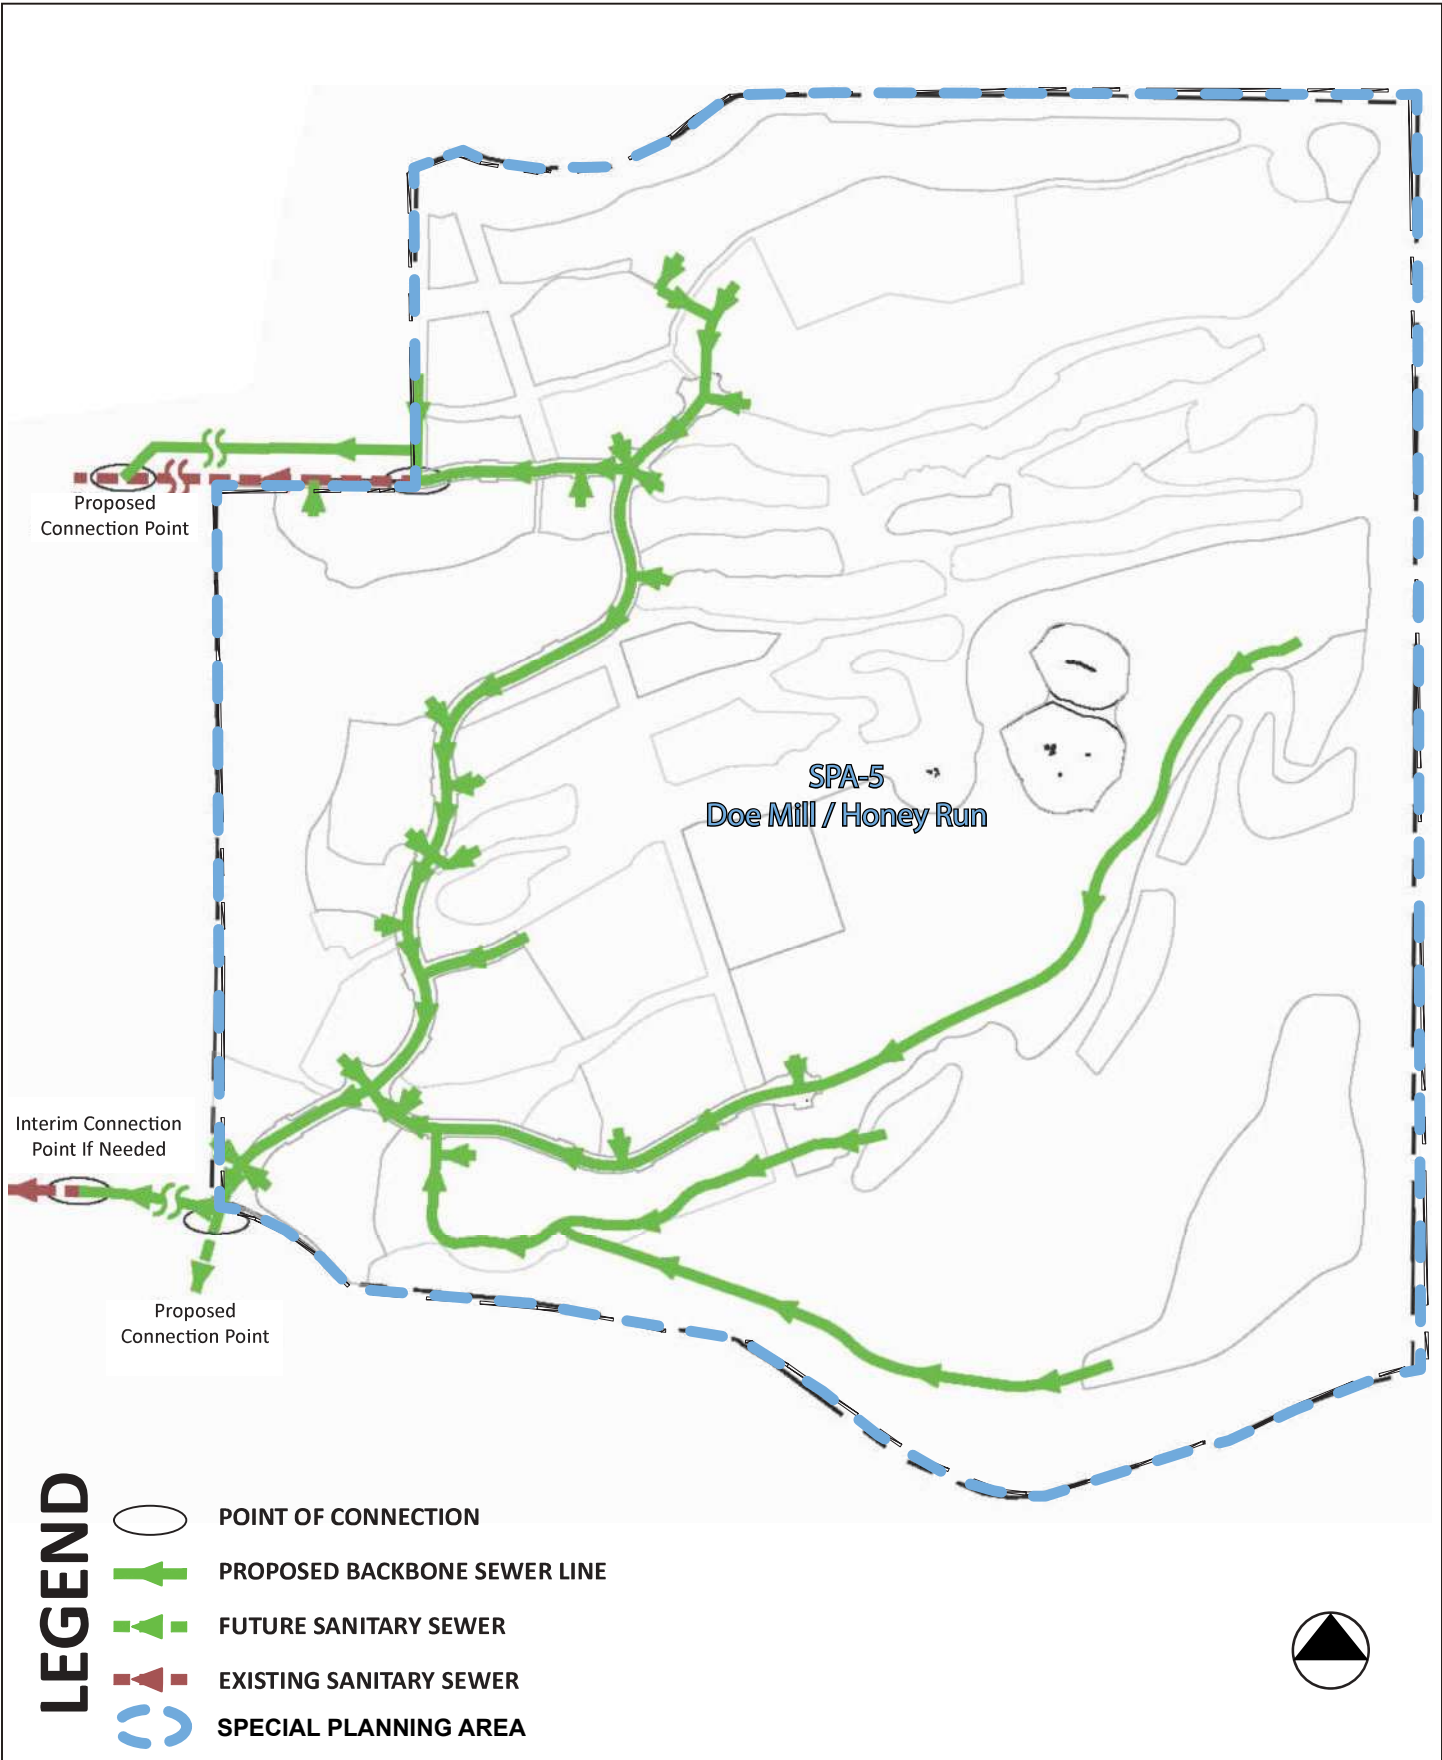 Proposed
Connection Point
SPA-5
Doe Mill / Honey Run
Interim Connection
Point If Needed
Proposed
Connection Point
LEGEND
POINT OF CONNECTION
PROPOSED BACKBONE SEWER LINE
FUTURE SANITARY SEWER
EXISTING SANITARY SEWER
SPECIAL PLANNING AREA